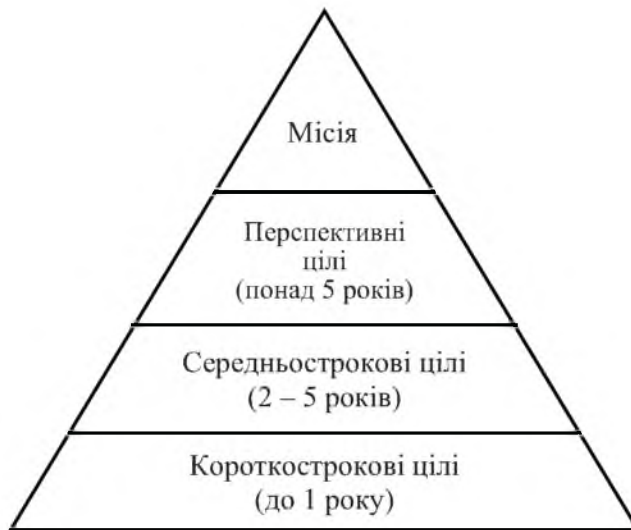 Місія
Перспективні
цілі
(понад 5 років)
Середньострокові цілі
(2 – 5 років)
Короткострокові цілі
(до 1 року)